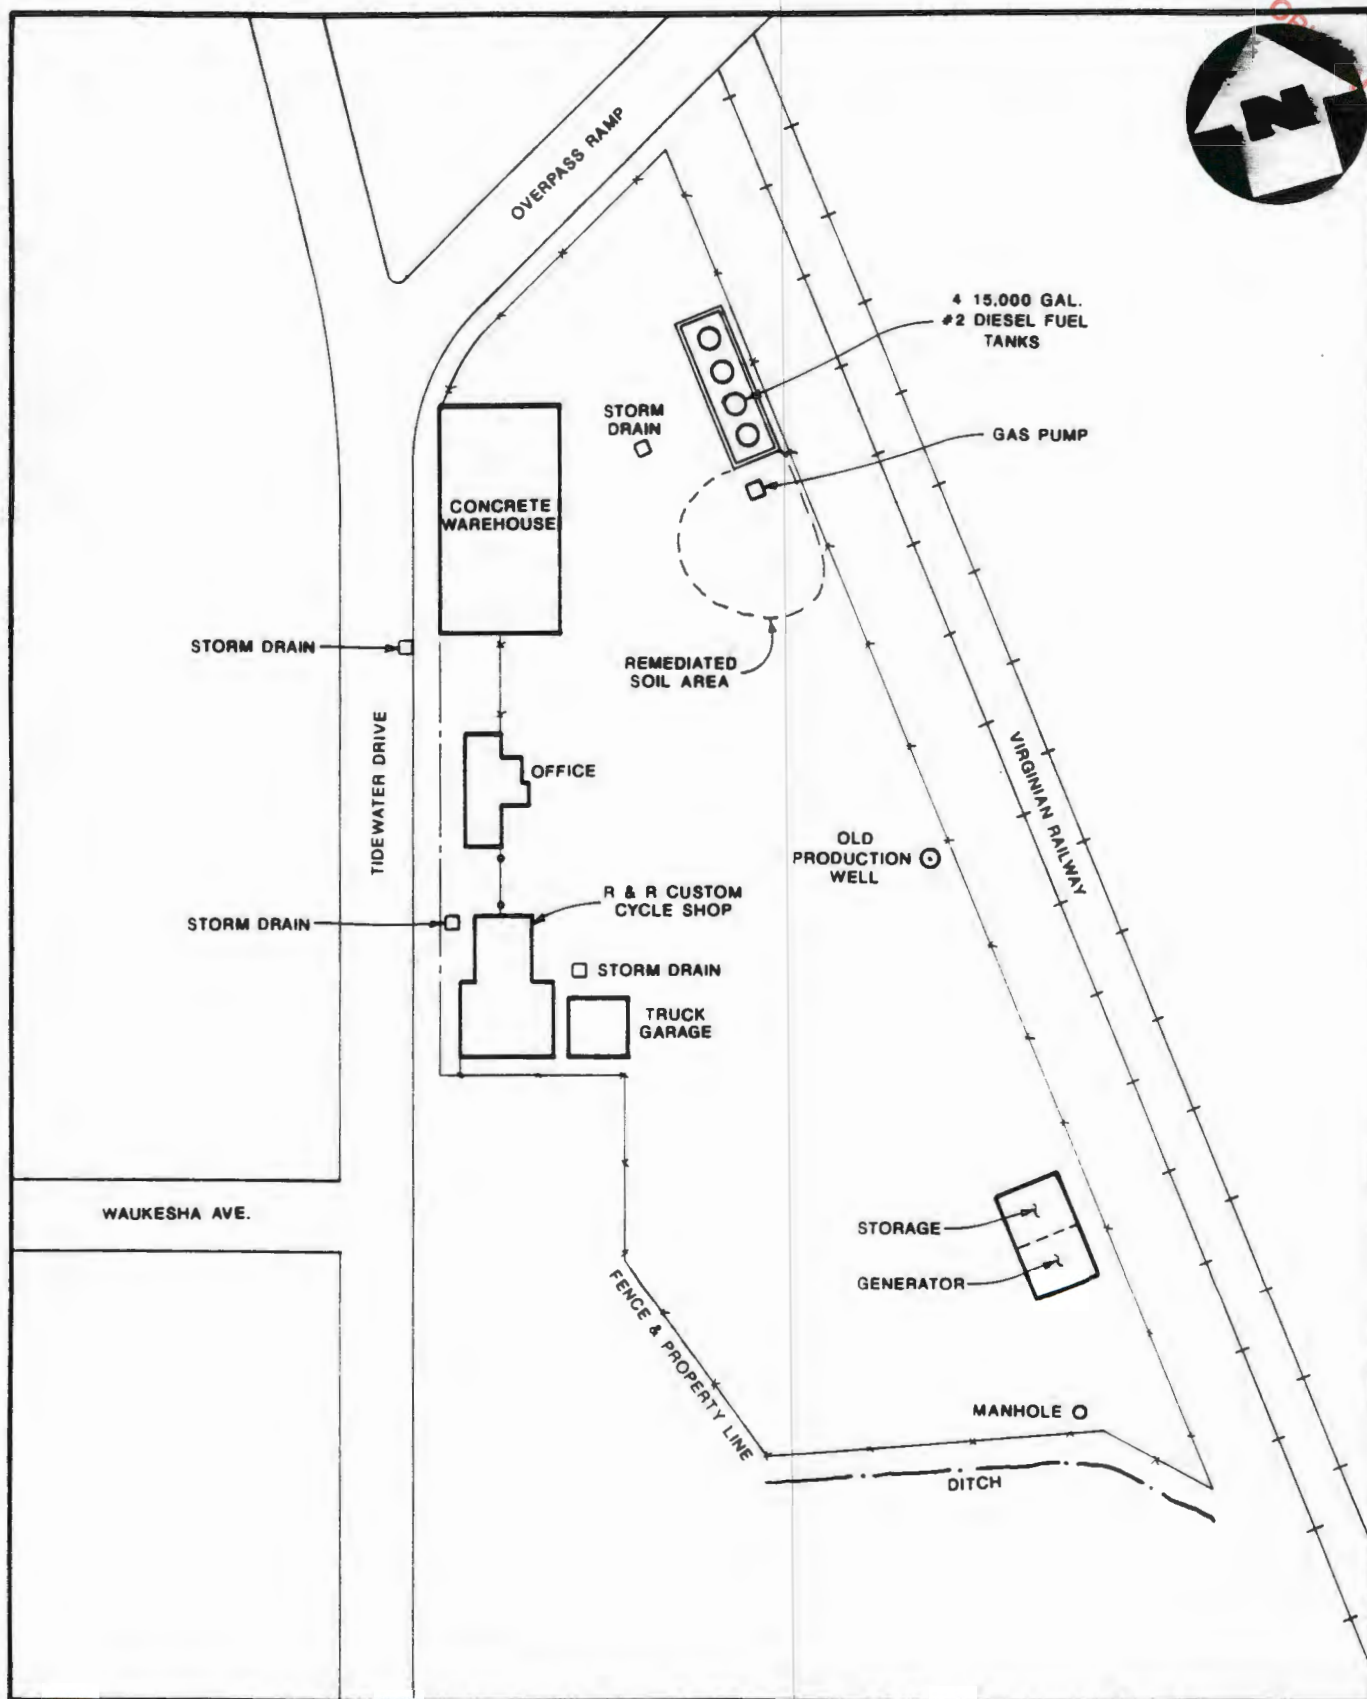 N
OVERPASS RAMP
4 15,000 GAL.
#2 DIESEL FUEL
TANKS
STORM
DRAIN
GAS PUMP
CONCRETE
WAREHOUSE
STORM DRAIN
REMEDIATED
SOIL AREA
TIDEWATER DRIVE
OFFICE
VIRGINIAN RAILWAY
OLD
PRODUCTION
WELL
R & R CUSTOM
CYCLE SHOP
STORM DRAIN
STORM DRAIN
TRUCK
GARAGE
WAUKESHA AVE.
STORAGE
GENERATOR
FENCE & PROPERTY LINE
MANHOLE
DITCH